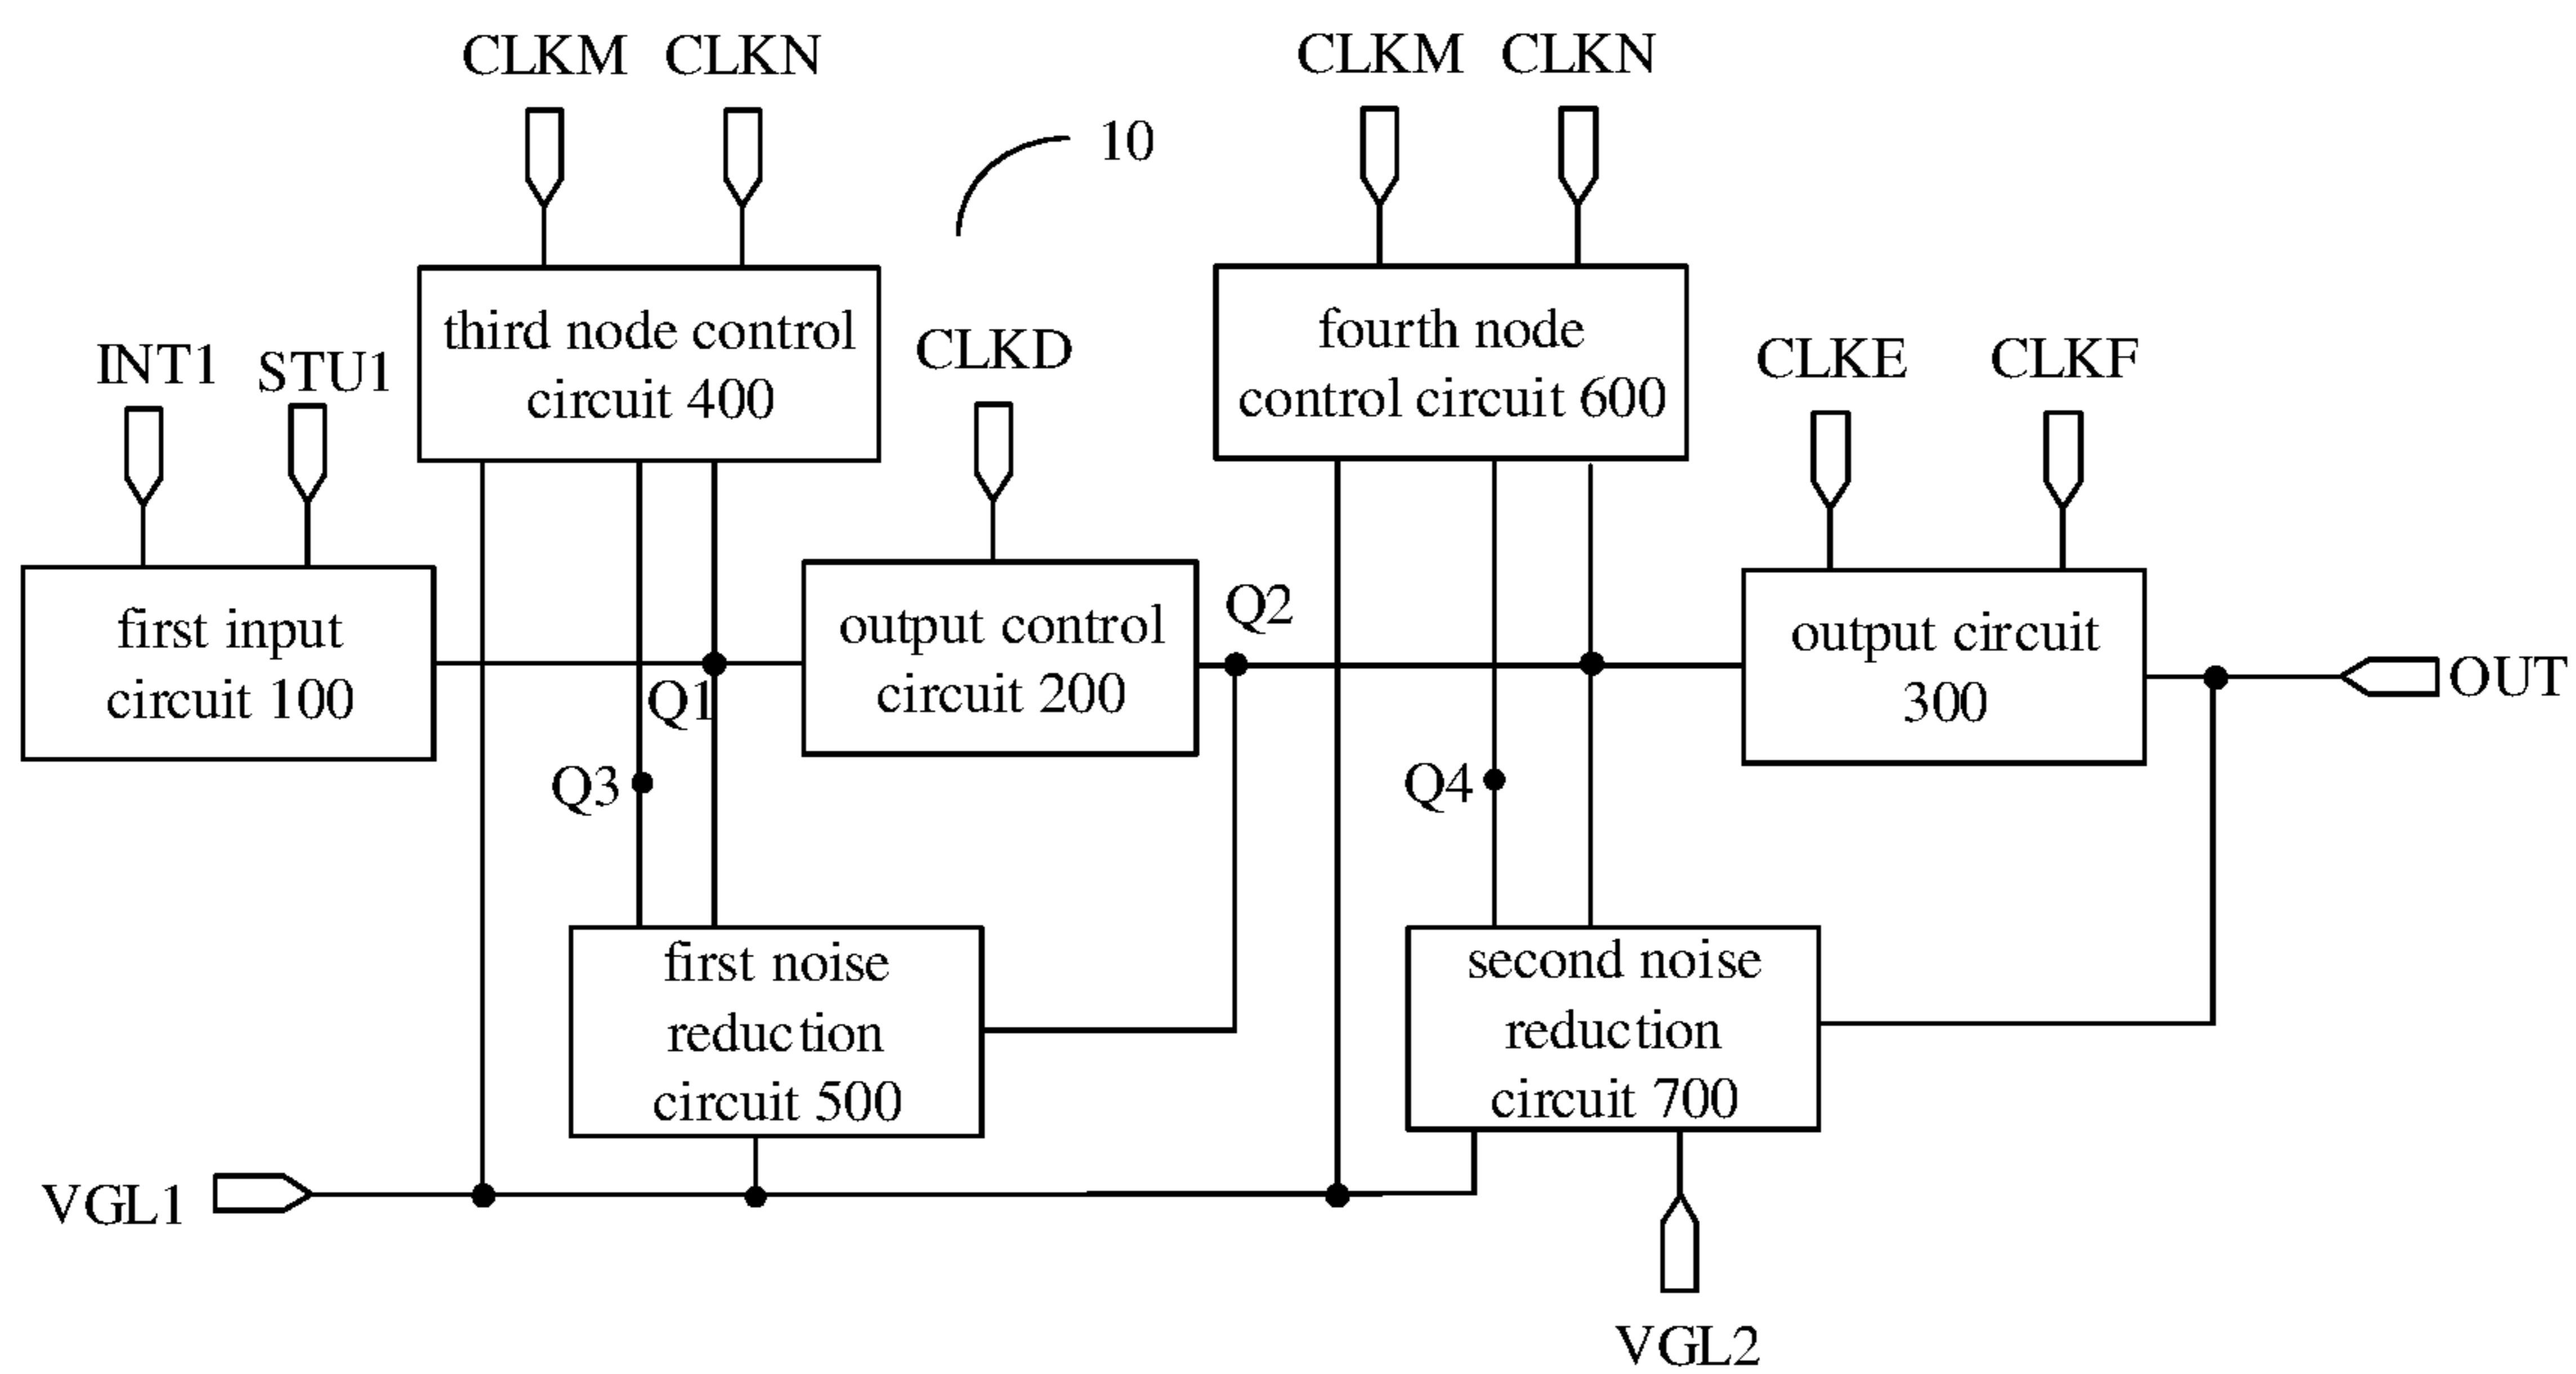 CLKM CLKN
CLKM CLKN
10
third node control
circuit 400
fourth node
control circuit 600
INT1 STU1
CLKD
CLKE CLKF
first input
circuit 100
output control
circuit 200
Q2
output circuit
300
OUT
Q1
Q3
Q4
first noise
reduction
circuit 500
second noise
reduction
circuit 700
VGL1
VGL2